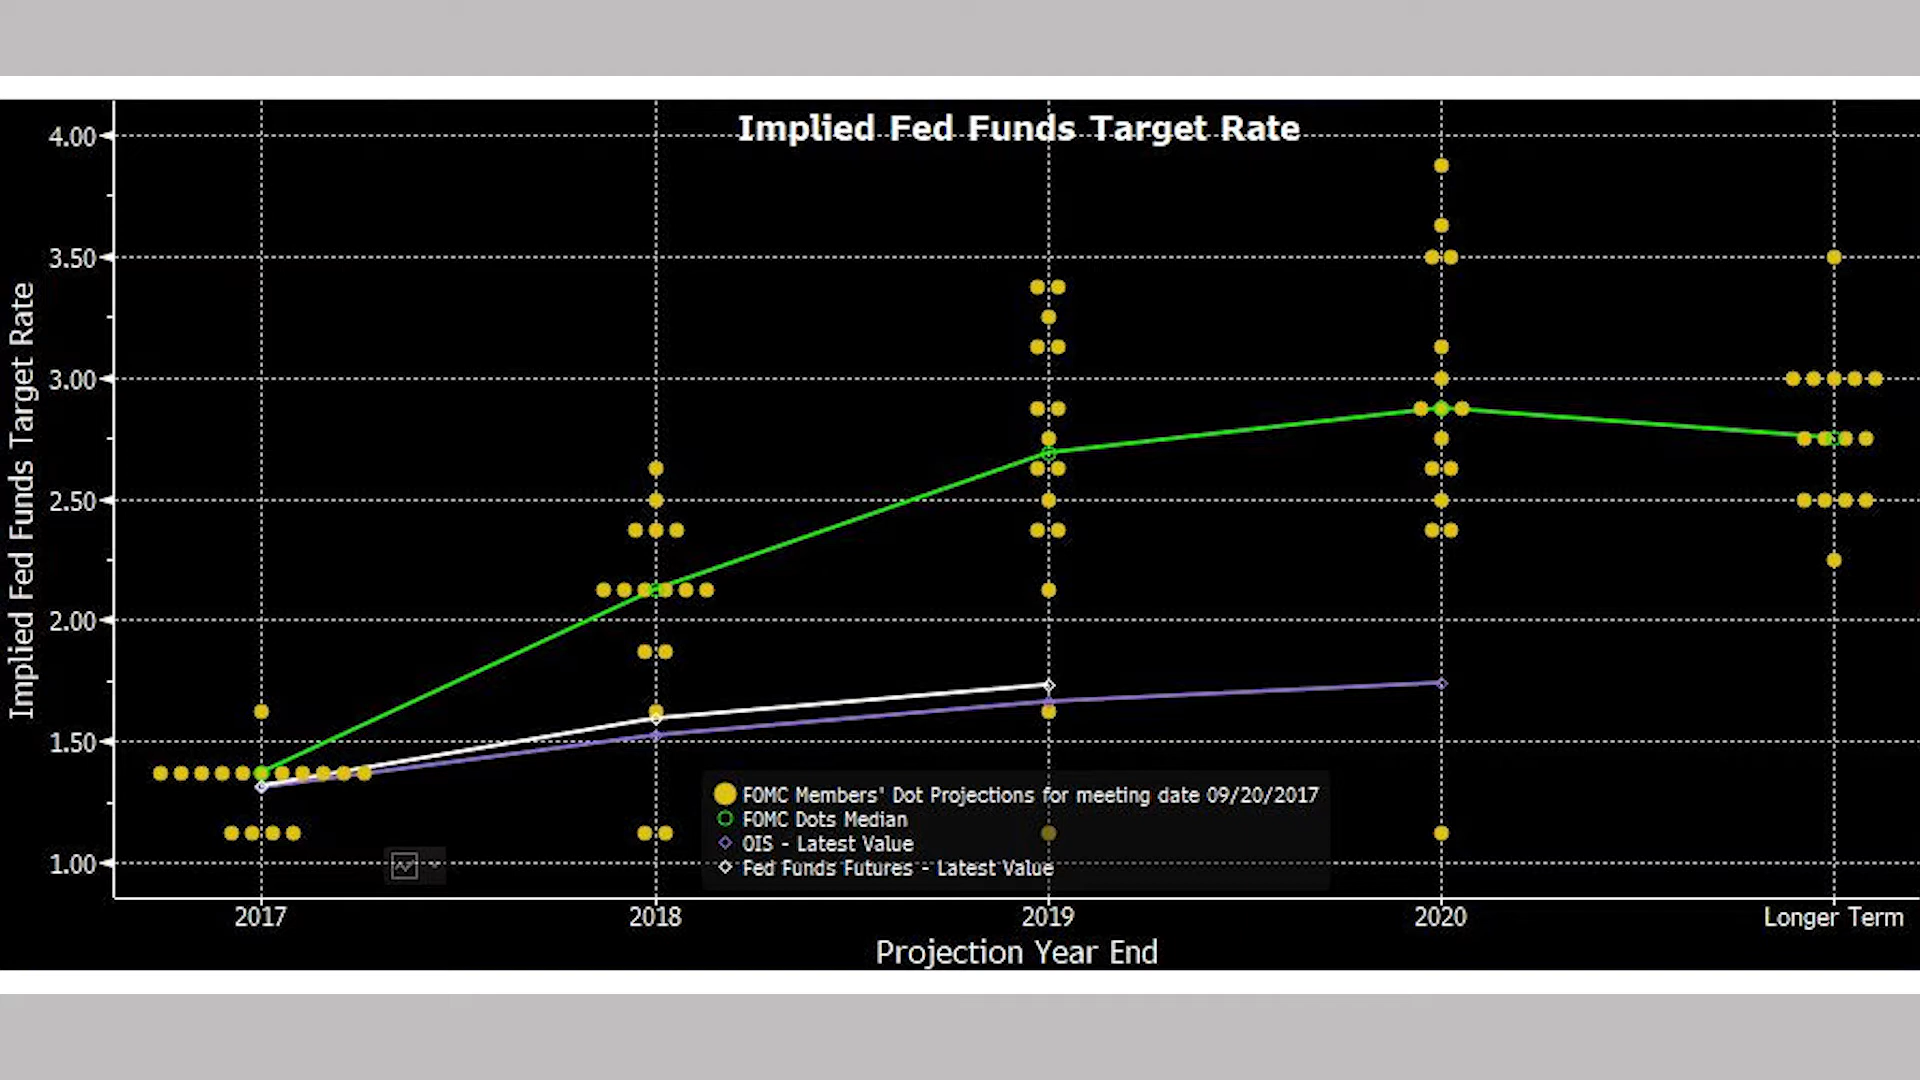 Implied Fed Funds Target Rate
Implied Fed Funds Target Rate
4.00
3.50
3.00
2.50
2.00
1.50
1.00
FOMC Members' Dot Projections for meeting date 09/20/2017
FOMC Dots Median
OIS - Latest Value
Fed Funds Futures - Latest Value
2017
2018
2019
2020
Longer Term
Projection Year End